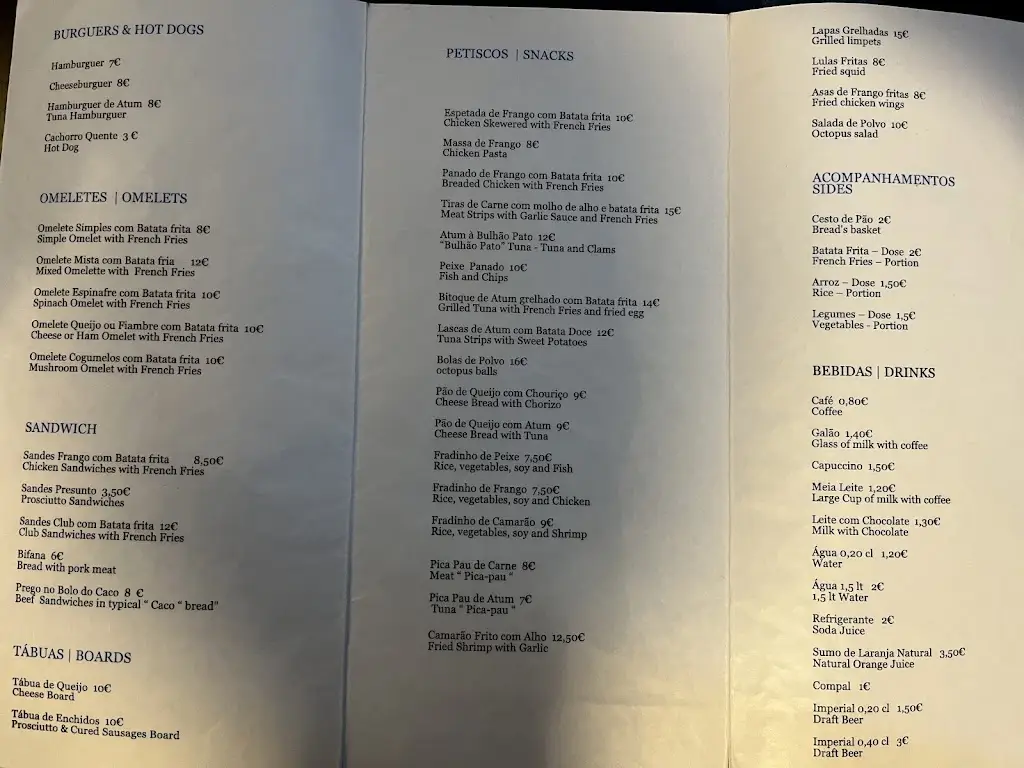 BURGUERS & HOT DOGS
Hamburguer 7€
Cheeseburguer 8€
Hamburguer de Atum 8€
Tuna Hamburguer
Cachorro Quente 3 €
Hot Dog
OMELETES | OMELETS
Omelete Simples com Batata frita 8€
Simple Omelet with French Fries
Omelete Mista com Batata fria 12€
Mixed Omelette with French Fries
Omelete Espinafre com Batata frita 10€
Spinach Omelet with French Fries
Omelete Queijo ou Fiambre com Batata frita 10€
Cheese or Ham Omelet with French Fries
Omelete Cogumelos com Batata frita 10€
Mushroom Omelet with French Fries
SANDWICH
Sandes Frango com Batata frita 8,50€
Chicken Sandwiches with French Fries
Sandes Presunto 3,50€
Prosciutto Sandwiches
Sandes Club com Batata frita 12€
Club Sandwiches with French Fries
Bifana 6€
Bread with pork meat
Prego no Bolo do Caco 8 €
Beef Sandwiches in typical “ Caco “ bread”
TÁBUAS | BOARDS
Tábua de Queijo 10€
Cheese Board
Tábua de Enchidos 10€
Prosciutto & Cured Sausages Board
PETISCOS | SNACKS
Espetada de Frango com Batata frita 10€
Chicken Skewered with French Fries
Massa de Frango 8€
Chicken Pasta
Panado de Frango com Batata frita 10€
Breaded Chicken with French Fries
Tiras de Carne com molho de alho e batata frita 15€
Meat Strips with Garlic Sauce and French Fries
Atum à Bulhão Pato 12€
“Bulhão Pato” Tuna - Tuna and Clams
Peixe Panado 10€
Fish and Chips
Bitoque de Atum grelhado com Batata frita 14€
Grilled Tuna with French Fries and fried egg
Lascas de Atum com Batata Doce 12€
Tuna Strips with Sweet Potatoes
Bolas de Polvo 16€
octopus balls
Pão de Queijo com Chouriço 9€
Cheese Bread with Chorizo
Pão de Queijo com Atum 9€
Cheese Bread with Tuna
Fradinho de Peixe 7,50€
Rice, vegetables, soy and Fish
Fradinho de Frango 7,50€
Rice, vegetables, soy and Chicken
Fradinho de Camarão 9€
Rice, vegetables, soy and Shrimp
Pica Pau de Carne 8€
Meat “ Pica-pau “
Pica Pau de Atum 7€
Tuna “ Pica-pau “
Camarão Frito com Alho 12,50€
Fried Shrimp with Garlic
Lapas Grelhadas 15€
Grilled limpets
Lulas Fritas 8€
Fried squid
Asas de Frango fritas 8€
Fried chicken wings
Salada de Polvo 10€
Octopus salad
ACOMPANHAMENTOS
SIDES
Cesto de Pão 2€
Bread's basket
Batata Frita – Dose 2€
French Fries – Portion
Arroz – Dose 1,50€
Rice – Portion
Legumes – Dose 1,5€
Vegetables - Portion
BEBIDAS | DRINKS
Café 0,80€
Coffee
Galão 1,40€
Glass of milk with coffee
Capuccino 1,50€
Meia Leite 1,20€
Large Cup of milk with coffee
Leite com Chocolate 1,30€
Milk with Chocolate
Água 0,20 cl 1,20€
Water
Água 1,5 lt 2€
1,5 lt Water
Refrigerante 2€
Soda Juice
Sumo de Laranja Natural 3,50€
Natural Orange Juice
Compal 1€
Imperial 0,20 cl 1,50€
Draft Beer
Imperial 0,40 cl 3€
Draft Beer